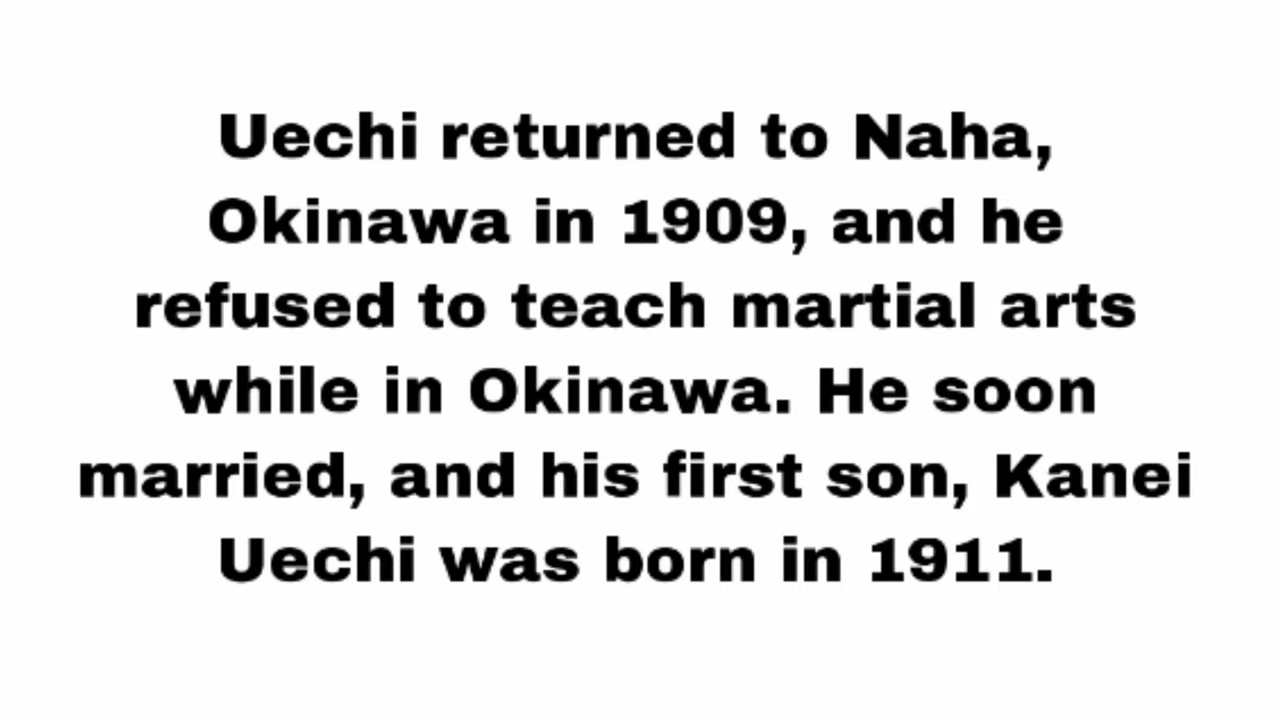 Uechi returned to Naha,
Okinawa in 1909, and he
refused to teach martial arts
while in Okinawa. He soon
married, and his first son, Kanei
Uechi was born in 1911.